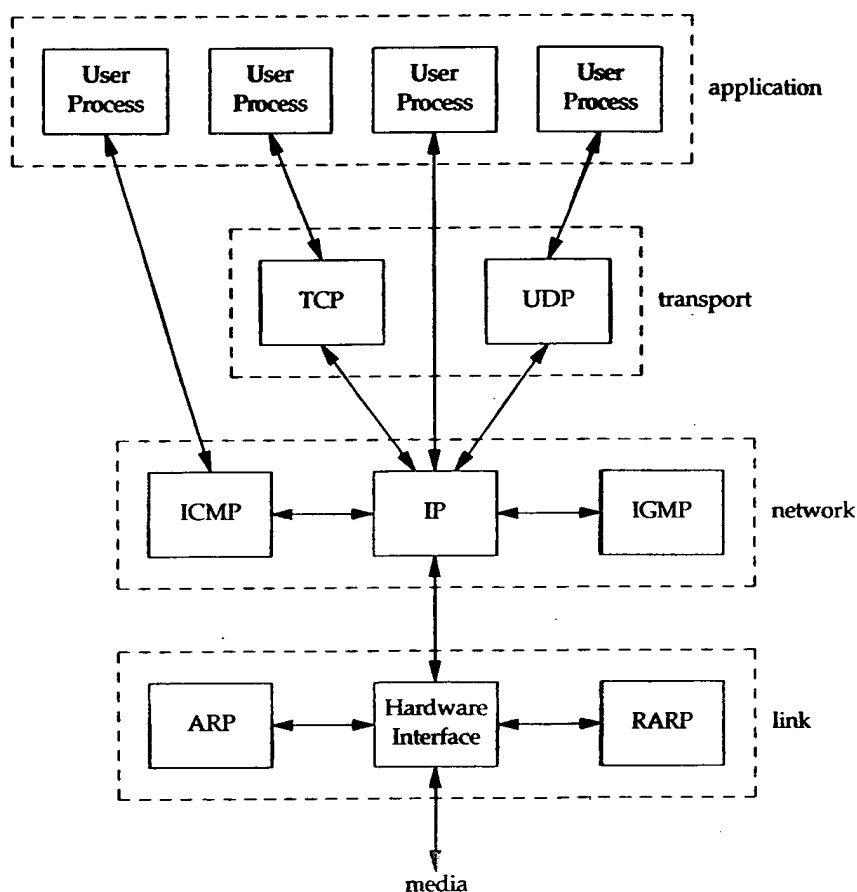 User
Process
User
Process
User
Process
User
Process
application
TCP
UDP
transport
ICMP
IP
IGMP
network
ARP
Hardware
Interface
RARP
link
media